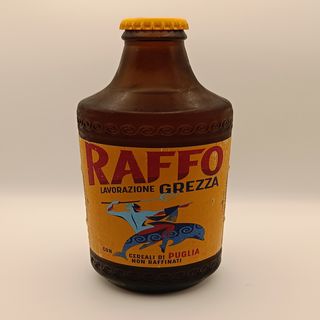 RAFFO
LAVORAZIONE GREZZA
CON CEREALI DI PUGLIA
NON RAFFINATI